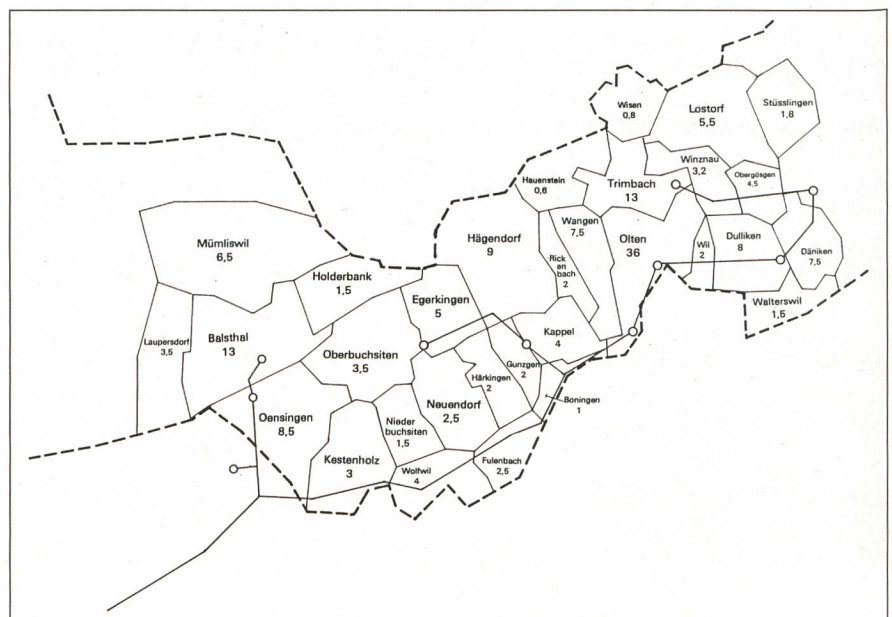 Wisen
0,8
Lostorf
5,5
Stüsslingen
1,8
Winznau
3,2
Obergösgen
4,5
Hauenstein
0,6
Trimbach
13
Wangen
7,5
Hägendorf
9
Olten
36
Wil
2
Dulliken
8
Däniken
7,5
Rick
en
bach
2
Mümliswil
6,5
Holderbank
1,5
Egerkingen
5
Walterswil
1,5
Kappel
4
Laupersdorf
3,5
Balsthal
13
Oberbuchsiten
3,5
Gunzgen
2
Härkingen
2
Neuendorf
2,5
Boningen
1
Oensingen
8,5
Nieder
buchsiten
1,5
Kestenholz
3
Wolfwil
4
Fulenbach
2,5